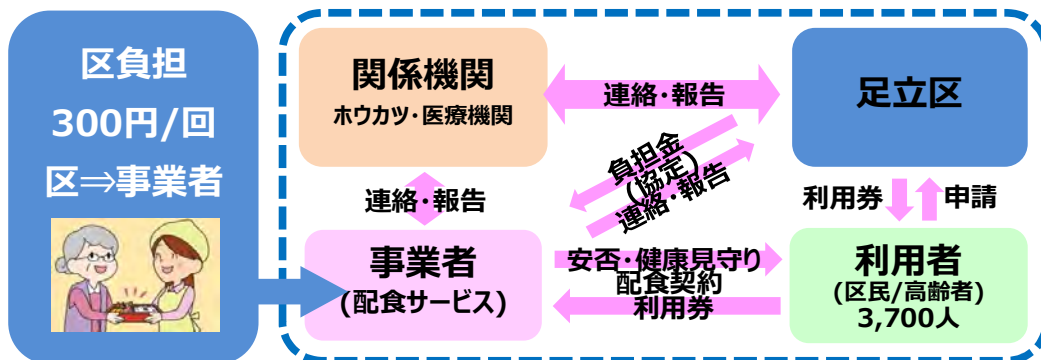 区負担
300円/回
区⇒事業者
関係機関
ホウカツ・医療機関
連絡・報告
足立区
負担金
(協定)
連絡・報告
連絡・報告
利用券
申請
事業者
(配食サービス)
安否・健康見守り
配食契約
利用券
利用者
(区民/高齢者)
3,700人